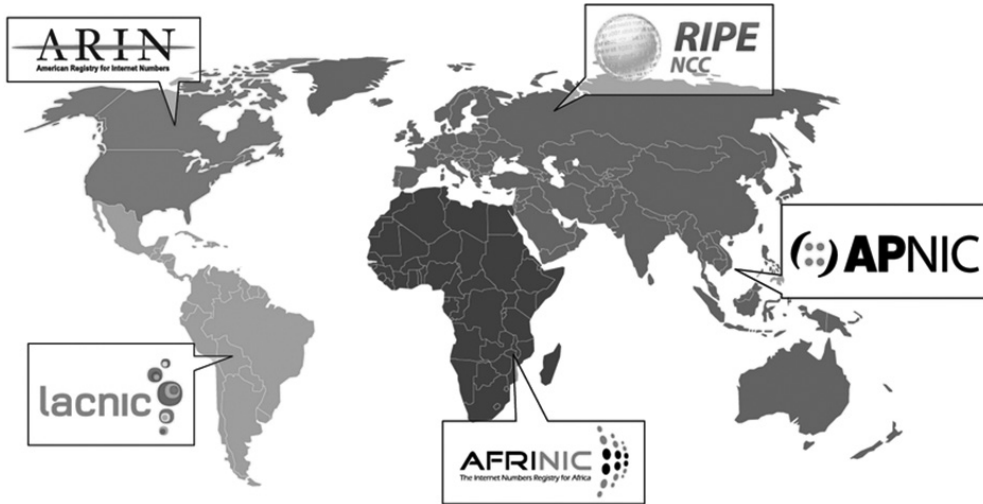 ARIN
American Registry for Internet Numbers
RIPE
NCC
APNIC
lacnic
AFRINIC
The Internet Numbers Registry for Africa